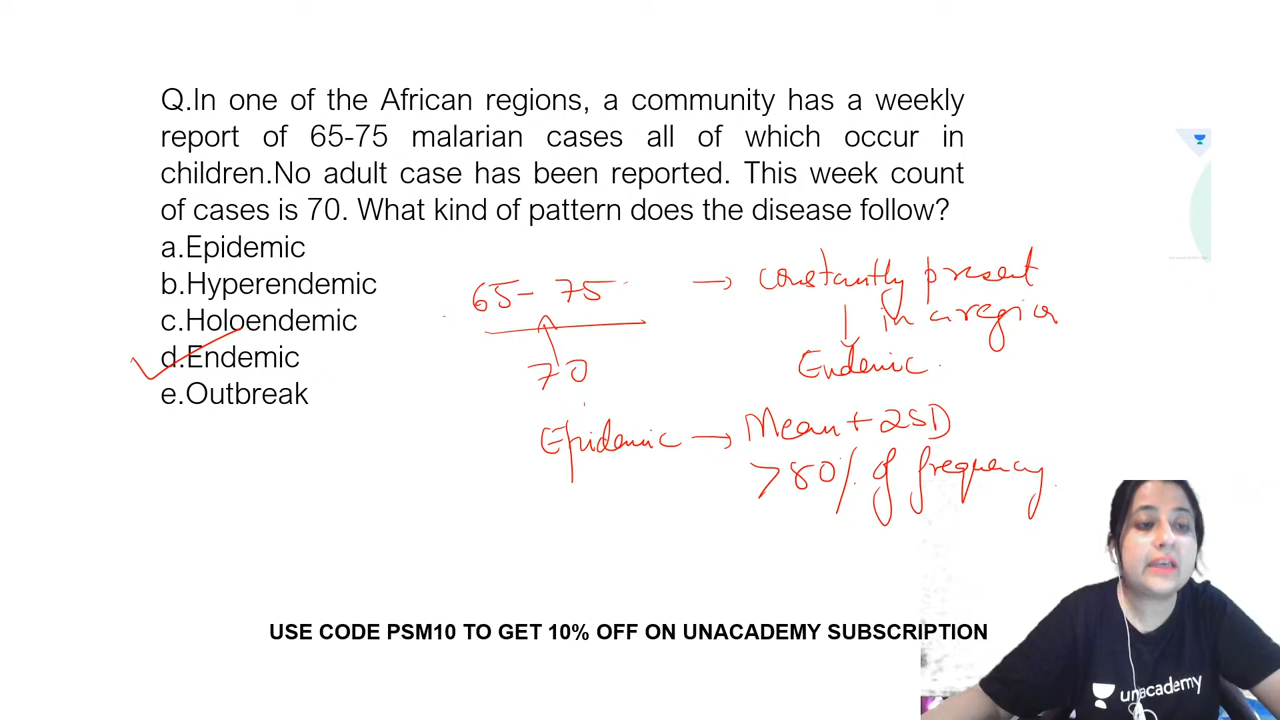 Q.In one of the African regions, a community has a weekly
report of 65-75 malarian cases all of which occur in
children.No adult case has been reported. This week count
of cases is 70. What kind of pattern does the disease follow?
a.Epidemic
b.Hyperendemic
c.Holoendemic
d.Endemic
e.Outbreak
65- 75 → constantly present
in a region
70
Endemic
Epidemic → Mean + 2SD
>80% of frequency
USE CODE PSM10 TO GET 10% OFF ON UNACADEMY SUBSCRIPTION
unacademy